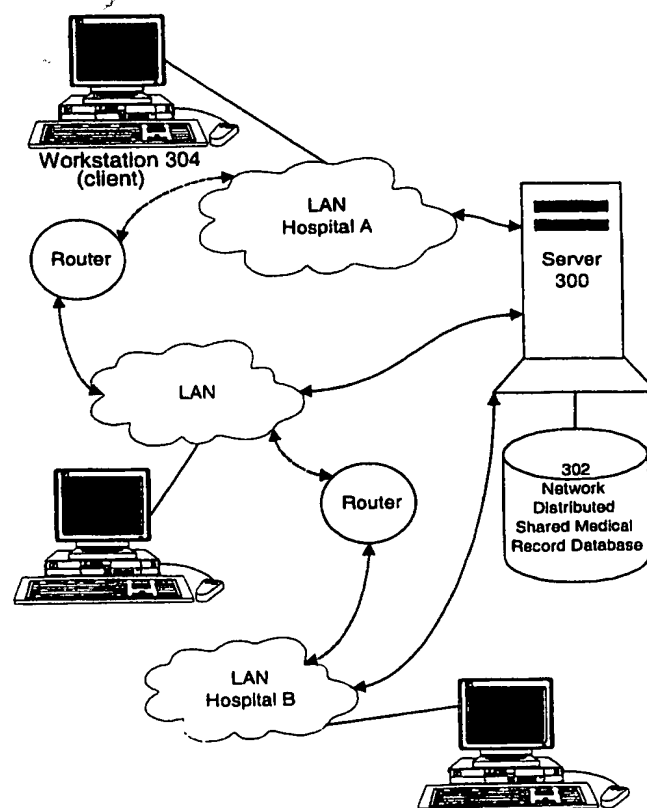 Workstation 304
(client)
LAN
Hospital A
Router
Server
300
LAN
Router
302
Network
Distributed
Shared Medical
Record Database
LAN
Hospital B